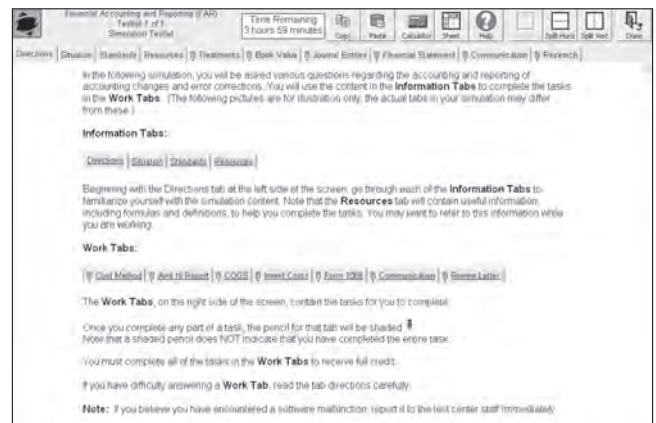 Financial Accounting and Reporting (FAR)
Testlet 1 of 1
Simulation Testlet
Time Remaining
3 hours 59 minutes
Copy Paste Calculator Sheet Help Split Horiz Split Vert Done
Directions Situation Standards Resources Treatments Book Value Journal Entries Financial Statement Communication Research
In the following simulation, you will be asked various questions regarding the accounting and reporting of
accounting changes and error corrections. You will use the content in the Information Tabs to complete the tasks
in the Work Tabs. (The following pictures are for illustration only; the actual tabs in your simulation may differ
from these.)
Information Tabs:
Directions Situation Standards Resources
Beginning with the Directions tab at the left side of the screen, go through each of the Information Tabs to
familiarize yourself with the simulation content. Note that the Resources tab will contain useful information,
including formulas and definitions, to help you complete the tasks. You may want to refer to this information while
you are working.
Work Tabs:
Cost Method Amt to Report COGS Invent Costs Form Communication Letter
The Work Tabs, on the right side of the screen, contain the tasks for you to complete.
Once you complete any part of a task, the pencil for that tab will be shaded
Note that a shaded pencil does NOT indicate that you have completed the entire task.
You must complete all of the tasks in the Work Tabs to receive full credit.
If you have difficulty answering a Work Tab, read the tab directions carefully.
Note: If you believe you have encountered a software malfunction, report it to the test center staff immediately.